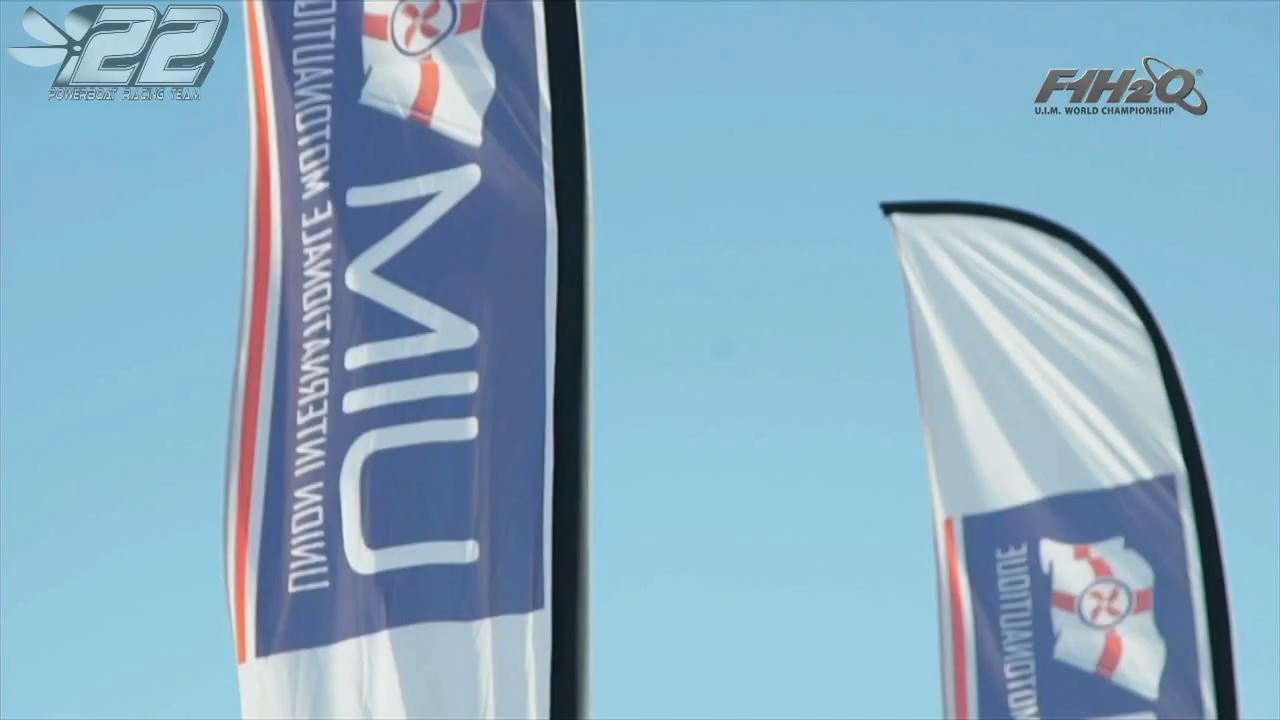 22
POWERBOAT RACING TEAM
F1H2O®
U.I.M. WORLD CHAMPIONSHIP
UIM
UNION INTERNATIONALE MOTONAUTIQUE
MOTONAUTIQUE